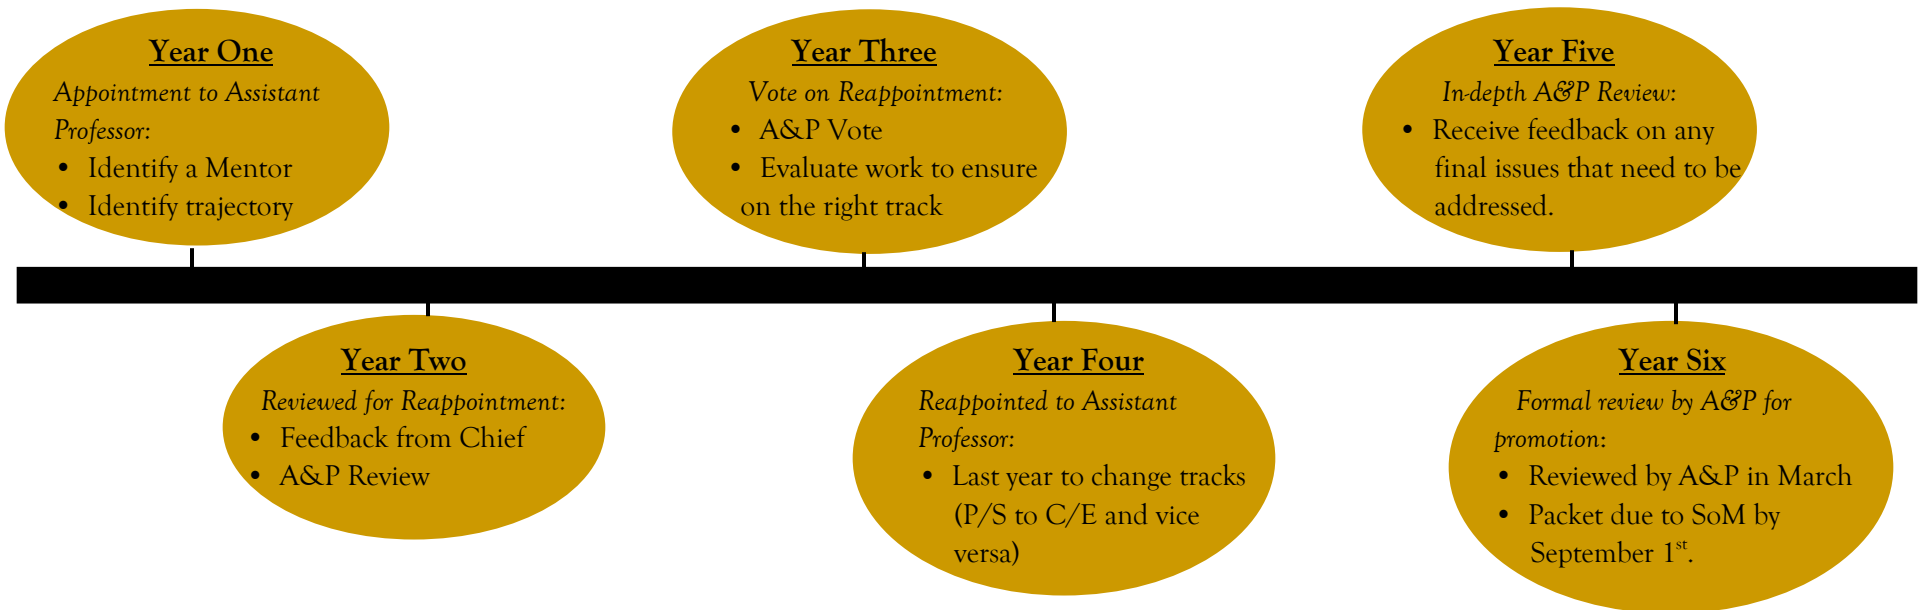 Year One
Appointment to Assistant
Professor:
• Identify a Mentor
• Identify trajectory
Year Two
Reviewed for Reappointment:
• Feedback from Chief
• A&P Review
Year Three
Vote on Reappointment:
• A&P Vote
• Evaluate work to ensure
on the right track
Year Four
Reappointed to Assistant
Professor:
• Last year to change tracks
(P/S to C/E and vice
versa)
Year Five
In-depth A&P Review:
• Receive feedback on any
final issues that need to be
addressed.
Year Six
Formal review by A&P for
promotion:
• Reviewed by A&P in March
• Packet due to SoM by
September 1st.